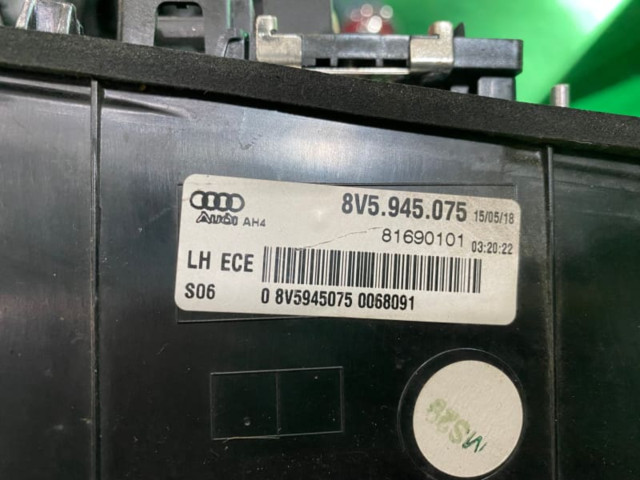 Audi AH4
8V5.945.075 15/05/18
81690101 03:20:22
LH ECE
S06 0 8V5945075 0068091